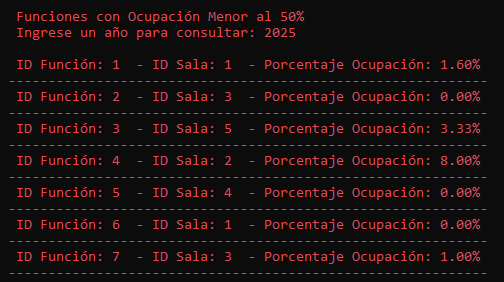 Funciones con Ocupación Menor al 50%
Ingrese un año para consultar: 2025
ID Función: 1  - ID Sala: 1  - Porcentaje Ocupación: 1.60%
------------------------------------------------------------
ID Función: 2  - ID Sala: 3  - Porcentaje Ocupación: 0.00%
------------------------------------------------------------
ID Función: 3  - ID Sala: 5  - Porcentaje Ocupación: 3.33%
------------------------------------------------------------
ID Función: 4  - ID Sala: 2  - Porcentaje Ocupación: 8.00%
------------------------------------------------------------
ID Función: 5  - ID Sala: 4  - Porcentaje Ocupación: 0.00%
------------------------------------------------------------
ID Función: 6  - ID Sala: 1  - Porcentaje Ocupación: 0.00%
------------------------------------------------------------
ID Función: 7  - ID Sala: 3  - Porcentaje Ocupación: 1.00%
------------------------------------------------------------